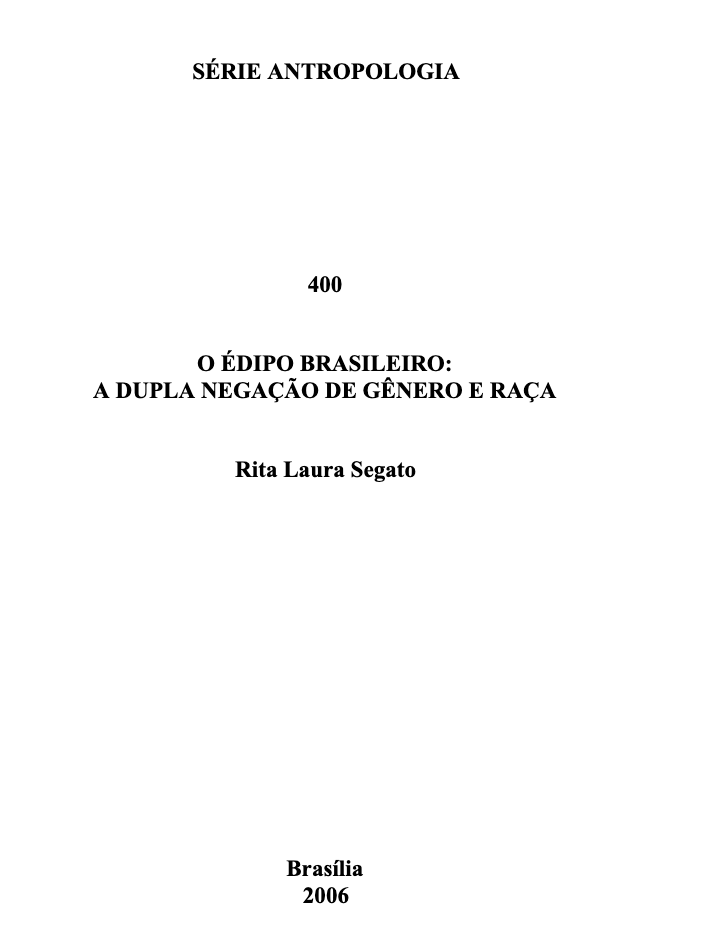 SÉRIE ANTROPOLOGIA
400
O ÉDIPO BRASILEIRO:
A DUPLA NEGAÇÃO DE GÊNERO E RAÇA
Rita Laura Segato
Brasília
2006